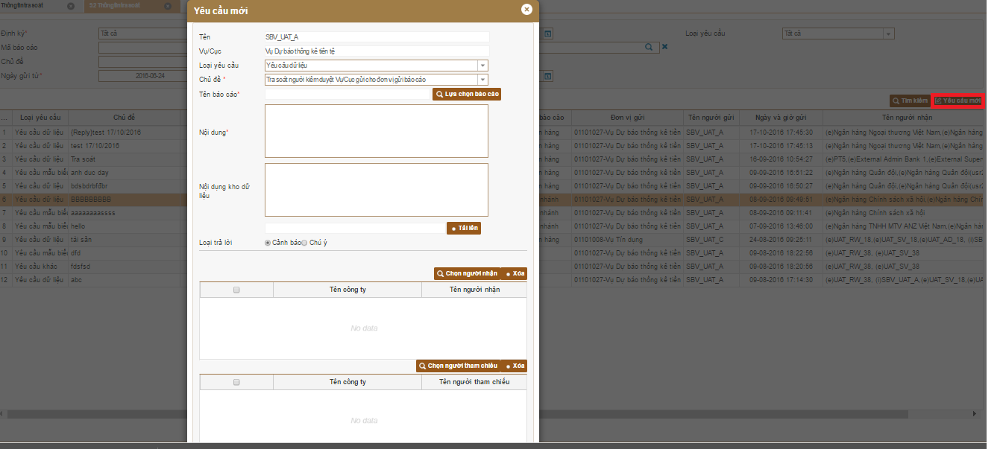 Thôngtintrasoát
S2 Thôngtintrasoát
Yêu cầu mới
Định kỳ*
Tất cả
Loại yêu cầu
Tất cả
Mã báo cáo
Chủ đề
Ngày gửi từ*
2016-06-24
Tên
SBV_UAT_A
Vụ/Cục
Vụ Dự báo thống kê tiền tệ
Loại yêu cầu
Yêu cầu dữ liệu
Chủ đề *
Tra soát người kiểm duyệt Vụ/Cục gửi cho đơn vị gửi báo cáo
Tên báo cáo*
Lựa chọn báo cáo
Nội dung*
Nội dụng kho dữ
liệu
Tải lên
Loại trả lời
Cảnh báo
Chú ý
Chọn người nhận
Xóa
Tên công ty
Tên người nhận
No data
Chọn người tham chiếu
Xóa
Tên công ty
Tên người tham chiếu
No data
Tìm kiếm
Yêu cầu mới
... Loại yêu cầu Chủ đề báo cáo Đơn vị gửi Tên người gửi Ngày và giờ gửi Tên người nhận
1 Yêu cầu dữ liệu {Reply}test 17/10/2016 n hàng 01101027-Vụ Dự báo thống kê tiền SBV_UAT_A 17-10-2016 17:45:30 (e)Ngân hàng Ngoại thương Việt Nam,(e)Ngân hàng
2 Yêu cầu dữ liệu test 17/10/2016 n hàng 01101027-Vụ Dự báo thống kê tiền SBV_UAT_A 17-10-2016 17:45:13 (e)Ngân hàng Ngoại thương Việt Nam,(e)Ngân hàng
3 Yêu cầu dữ liệu Tra soát n hàng 01101027-Vụ Dự báo thống kê tiền SBV_UAT_A 16-09-2016 10:54:27 (e)PT5,(e)External Admin Bank 1,(e)External Super
4 Yêu cầu mẫu biểu anh duc day n hàng 01101027-Vụ Dự báo thống kê tiền SBV_UAT_A 09-09-2016 16:51:22 (e)Ngân hàng Quân đội,(e)Ngân hàng Quân đội(usr2
5 Yêu cầu dữ liệu bdsbdrbfđbr n hàng 01101027-Vụ Dự báo thống kê tiền SBV_UAT_A 09-09-2016 16:50:27 (e)Ngân hàng Quân đội,(e)Ngân hàng Quân đội(usr2
6 Yêu cầu dữ liệu BBBBBBBBB nhánh 01101027-Vụ Dự báo thống kê tiền SBV_UAT_A 08-09-2016 09:49:51 (e)Ngân hàng Chính sách xã hội,(e)Ngân hàng Chín
7 Yêu cầu mẫu biểu aaaaaaaassss nhánh 01101027-Vụ Dự báo thống kê tiền SBV_UAT_A 08-09-2016 09:11:41 (e)Ngân hàng Chính sách xã hội
8 Yêu cầu mẫu biểu hello nhánh 01101027-Vụ Dự báo thống kê tiền SBV_UAT_A 07-09-2016 13:46:00 (e)Ngân hàng TNHH MTV ANZ Việt Nam,(e)Ngân hà
9 Yêu cầu dữ liệu tài sản n hàng 01101008-Vụ Tín dụng SBV_UAT_C 24-08-2016 09:25:11 (e)UAT_RW_18,(e)UAT_SV_18,(e)UAT_AD_18, (i)SB
10 Yêu cầu mẫu biểu dfd 01101027-Vụ Dự báo thống kê tiền SBV_UAT_A 09-08-2016 18:22:56 (e)UAT_RW_38, (e)UAT_SV_38
11 Yêu cầu khác fdsfsd 01101027-Vụ Dự báo thống kê tiền SBV_UAT_A 09-08-2016 18:20:56 (e)UAT_RW_38, (e)UAT_SV_38
12 Yêu cầu dữ liệu abc 01101027-Vụ Dự báo thống kê tiền SBV_UAT_A 09-08-2016 17:14:30 (e)UAT_RW_38, (i)SBV_UAT_A,(e)UAT_SV_18,(e)UA